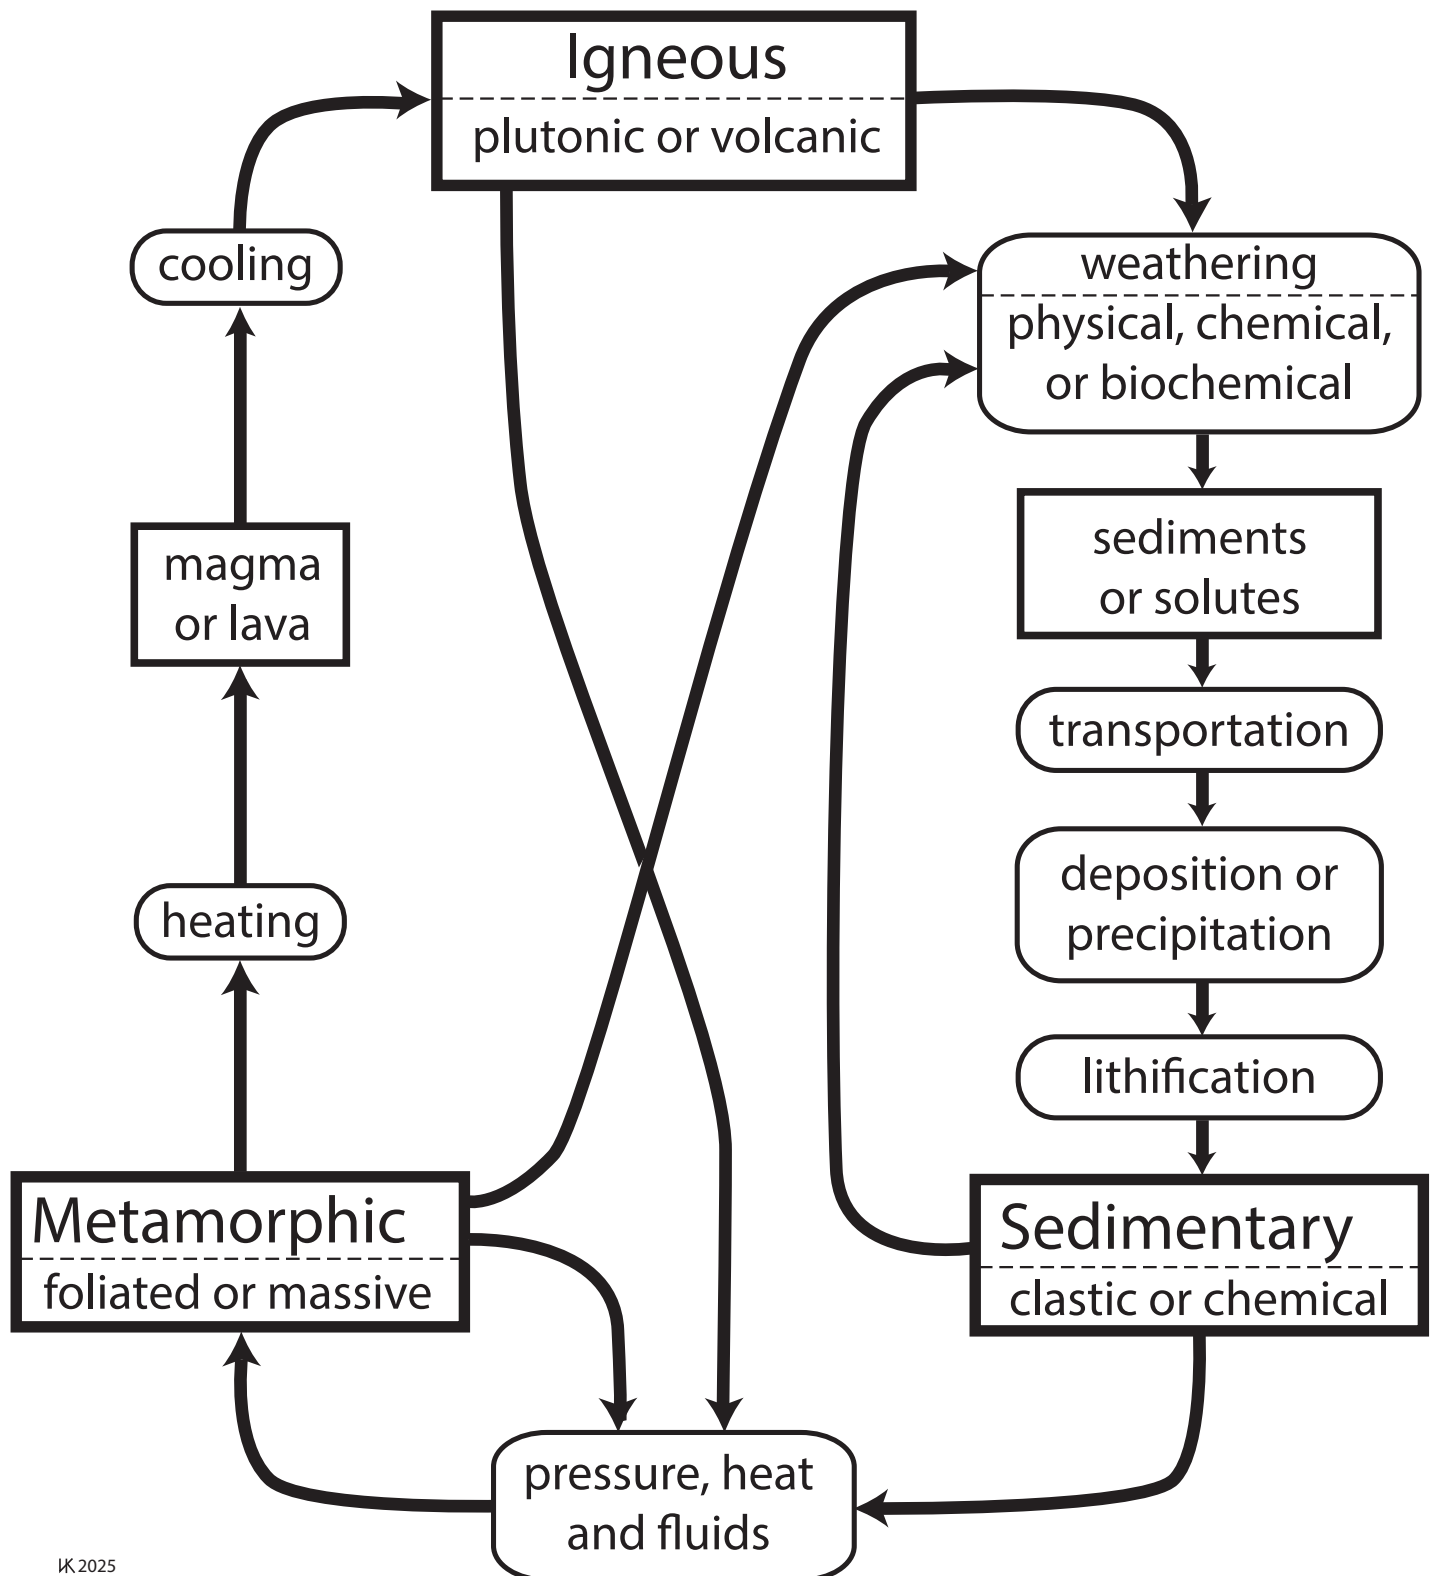 Igneous
plutonic or volcanic
cooling
weathering
physical, chemical,
or biochemical
magma
or lava
sediments
or solutes
transportation
deposition or
precipitation
heating
lithification
Metamorphic
foliated or massive
Sedimentary
clastic or chemical
pressure, heat
and fluids
2025